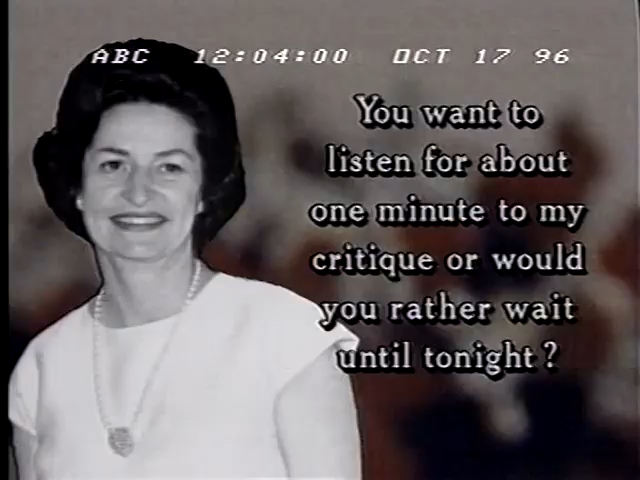 ABC 12:04:00 OCT 17 96
You want to
listen for about
one minute to my
critique or would
you rather wait
until tonight?